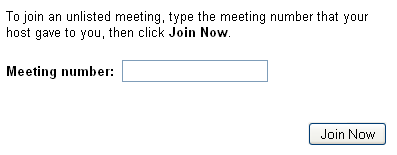 To join an unlisted meeting, type the meeting number that your
host gave to you, then click Join Now.
Meeting number:
Join Now